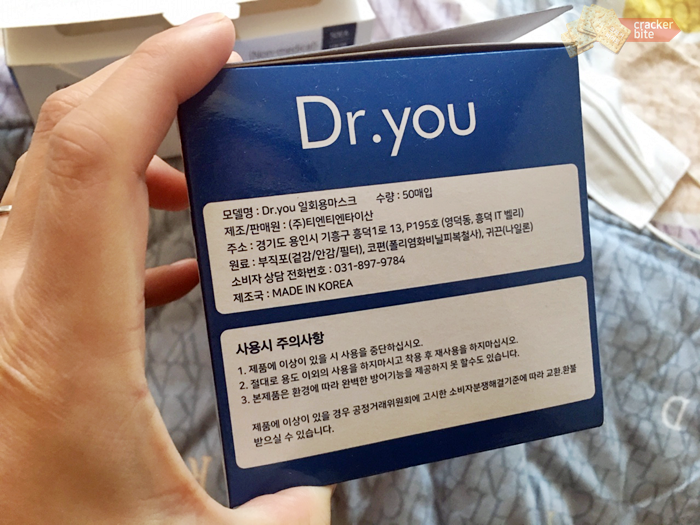 cracker
bite
(Non-medical)
Dr.you
모델명 : Dr.you 일회용마스크 수량 : 50매입
제조/판매원 : (주)티엔티엔타이산
주소 : 경기도 용인시 기흥구 흥덕1로 13, P195호 (영덕동, 흥덕 IT 벨리)
원료 : 부직포(겉감/안감/필터), 코편(폴리염화비닐피복철사), 귀끈(나일론)
소비자 상담 전화번호 : 031-897-9784
제조국 : MADE IN KOREA
사용시 주의사항
1. 제품에 이상이 있을 시 사용을 중단하십시오.
2. 절대로 용도 이외의 사용을 하지마시고 착용 후 재사용을 하지마십시오.
3. 본제품은 환경에 따라 완벽한 방어기능을 제공하지 못 할수도 있습니다.
제품에 이상이 있을 경우 공정거래위원회에 고시한 소비자분쟁해결기준에 따라 교환.환불
받으실 수 있습니다.